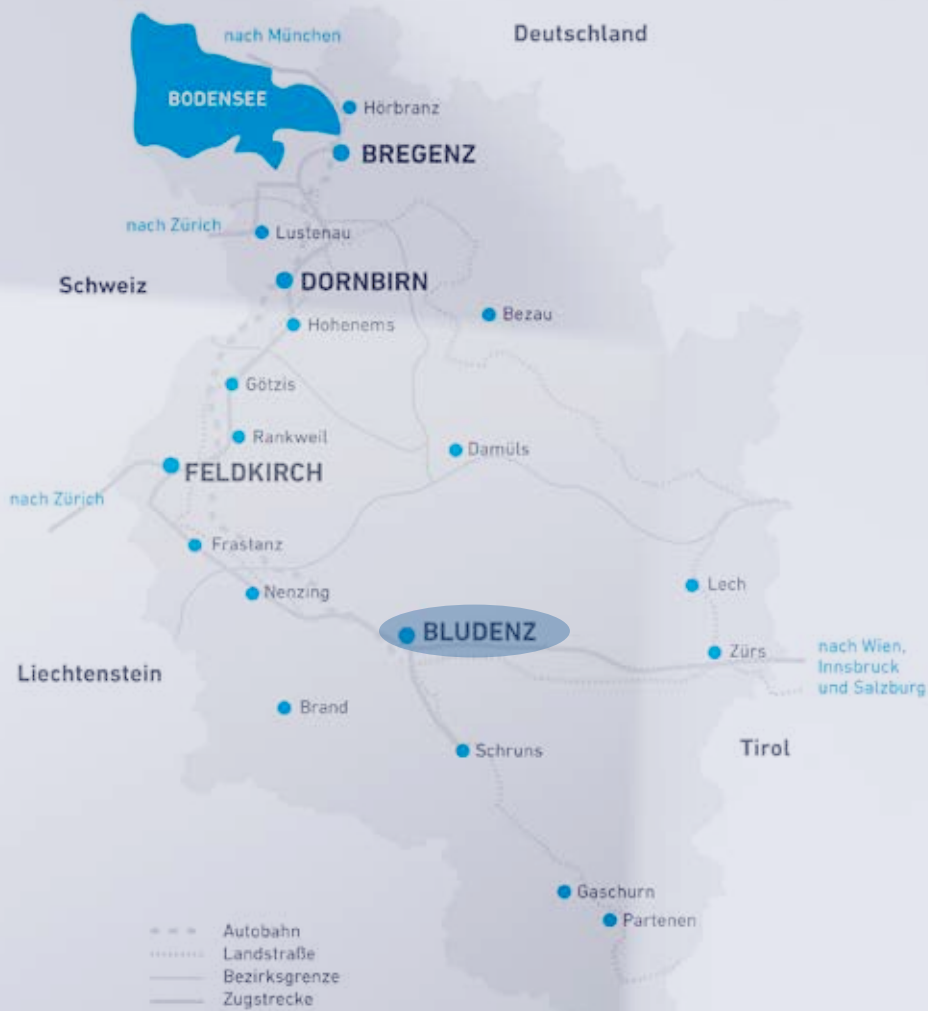 nach München
Deutschland
BODENSEE
Hörbranz
BREGENZ
nach Zürich
Lustenau
Schweiz
DORNBIRN
Bezau
Hohenems
Götzis
Rankweil
Damüls
FELDKIRCH
nach Zürich
Frastanz
Nenzing
Lech
BLUDENZ
Zürs
nach Wien,
Innsbruck
und Salzburg
Liechtenstein
Brand
Schruns
Tirol
Gaschurn
Partenen
Autobahn
Landstraße
Bezirksgrenze
Zugstrecke